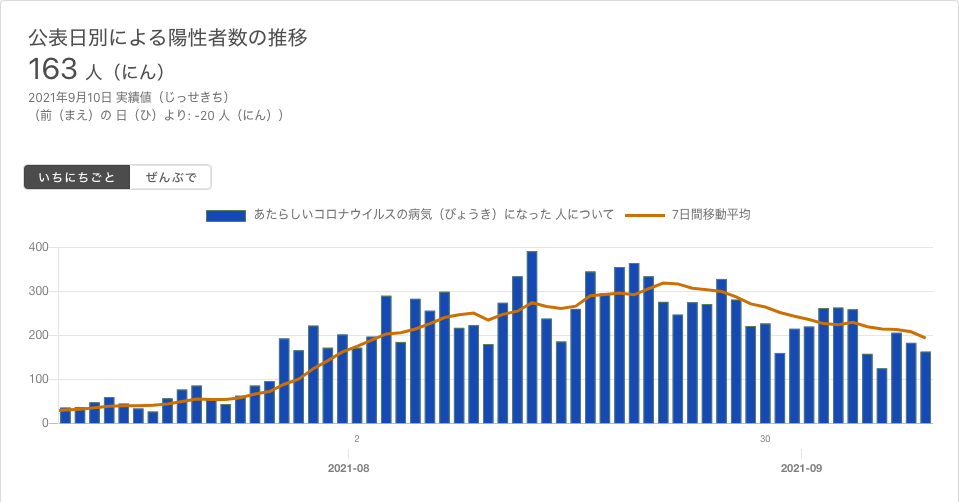 公表日別による陽性者数の推移
163 人（にん）
2021年9月10日 実績値（じっせきち）
（前（まえ）の 日（ひ）より: -20 人（にん））
いちにちごと ぜんぶで
あたらしいコロナウイルスの病気（びょうき）になった 人について 7日間移動平均
400
300
200
100
0
2 30
2021-08 2021-09